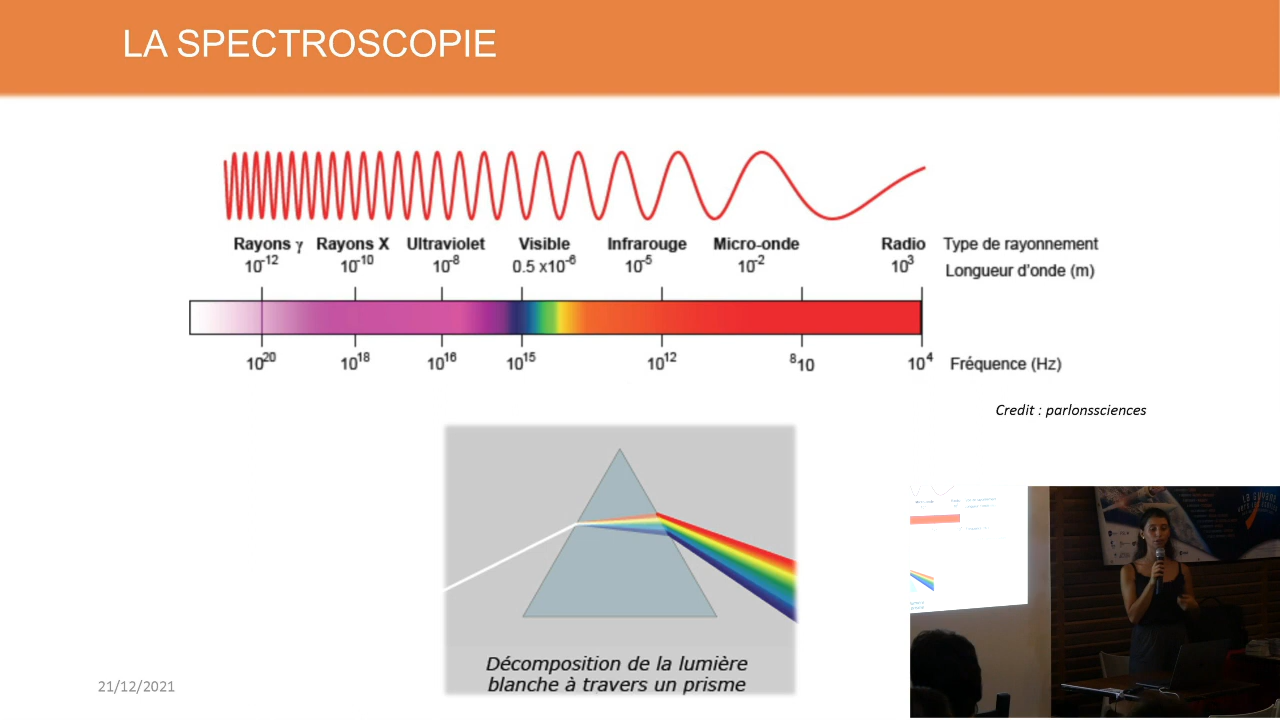 LA SPECTROSCOPIE
Rayons γ Rayons X Ultraviolet Visible Infrarouge Micro-onde Radio Type de rayonnement
10⁻¹² 10⁻¹⁰ 10⁻⁸ 0.5 x10⁻⁶ 10⁻⁵ 10⁻² 10³ Longueur d'onde (m)
10²⁰ 10¹⁸ 10¹⁶ 10¹⁵ 10¹² ⁸10 10⁴ Fréquence (Hz)
Credit : parlonssciences
Décomposition de la lumière
blanche à travers un prisme
21/12/2021